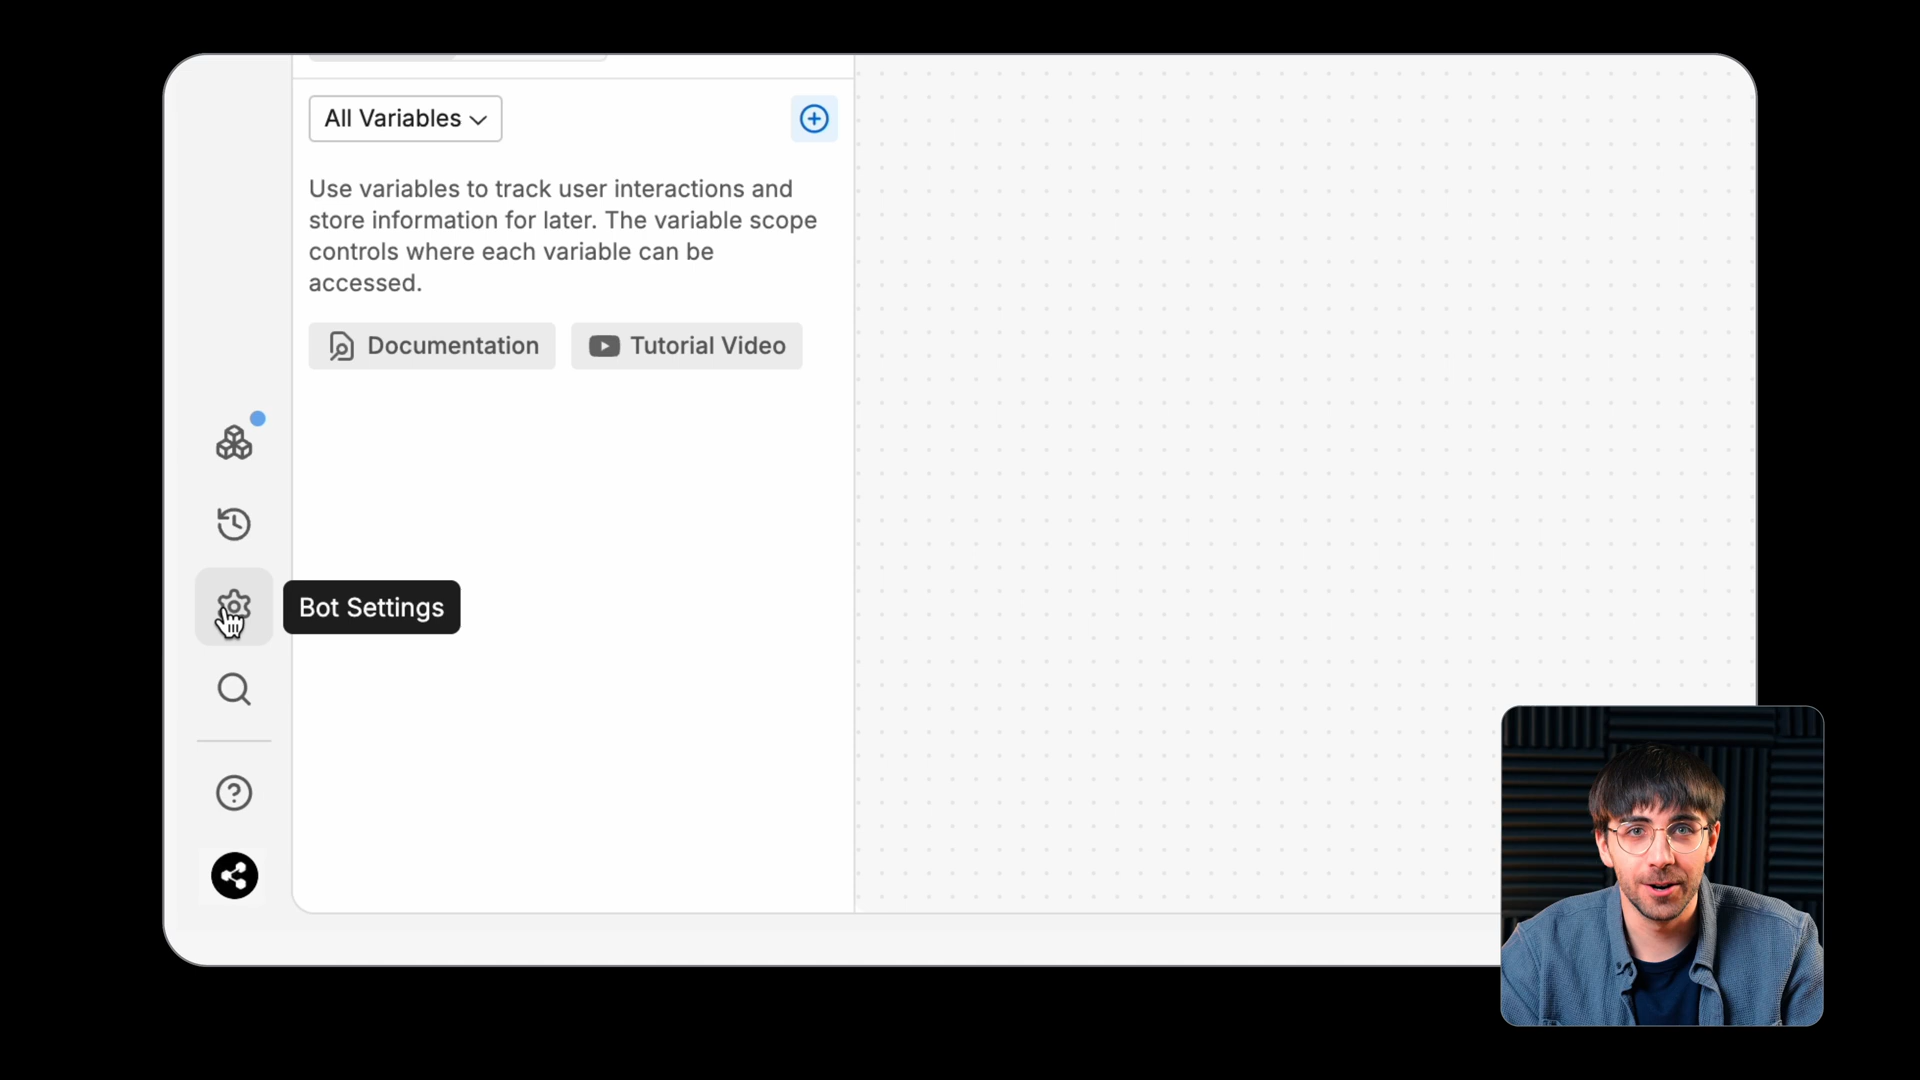 All Variables
Use variables to track user interactions and
store information for later. The variable scope
controls where each variable can be
accessed.
Documentation
Tutorial Video
Bot Settings